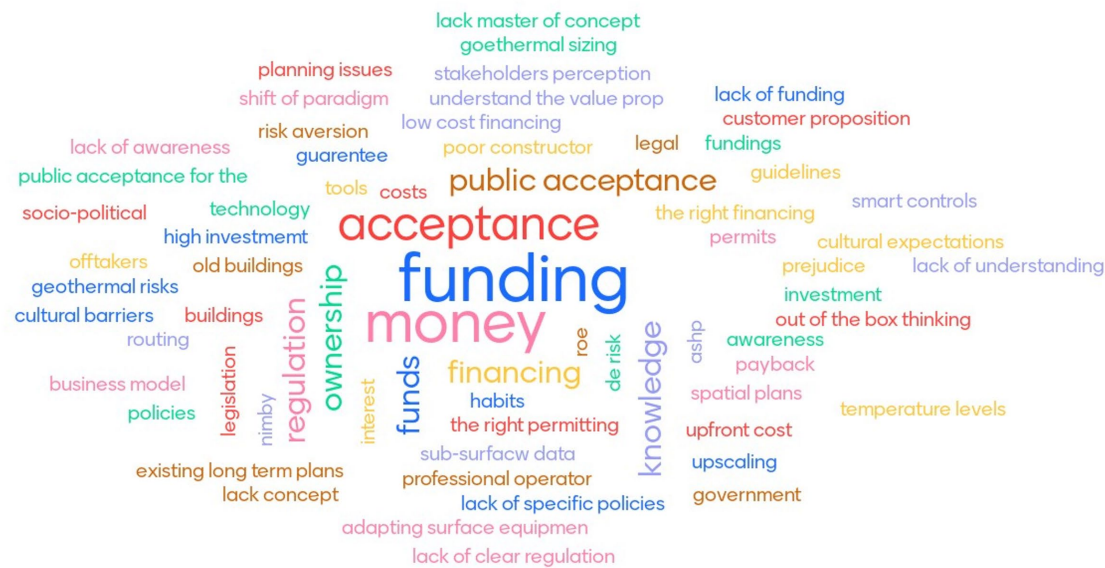 lack master of concept
goethermal sizing
planning issues
stakeholders perception
shift of paradigm
understand the value prop
lack of funding
low cost financing
customer proposition
risk aversion
lack of awareness
guarentee
poor constructor
legal
fundings
public acceptance for the
tools
costs
public acceptance
guidelines
socio-political
technology
acceptance
the right financing
smart controls
high investmemt
permits
cultural expectations
offtakers
old buildings
funding
prejudice
lack of understanding
geothermal risks
investment
cultural barriers
buildings
regulation
ownership
money
out of the box thinking
routing
roe
de risk
knowledge
ashp
awareness
business model
legislation
nimby
interest
funds
financing
payback
policies
habits
spatial plans
temperature levels
the right permitting
upfront cost
sub-surfacw data
upscaling
existing long term plans
professional operator
lack concept
lack of specific policies
government
adapting surface equipmen
lack of clear regulation